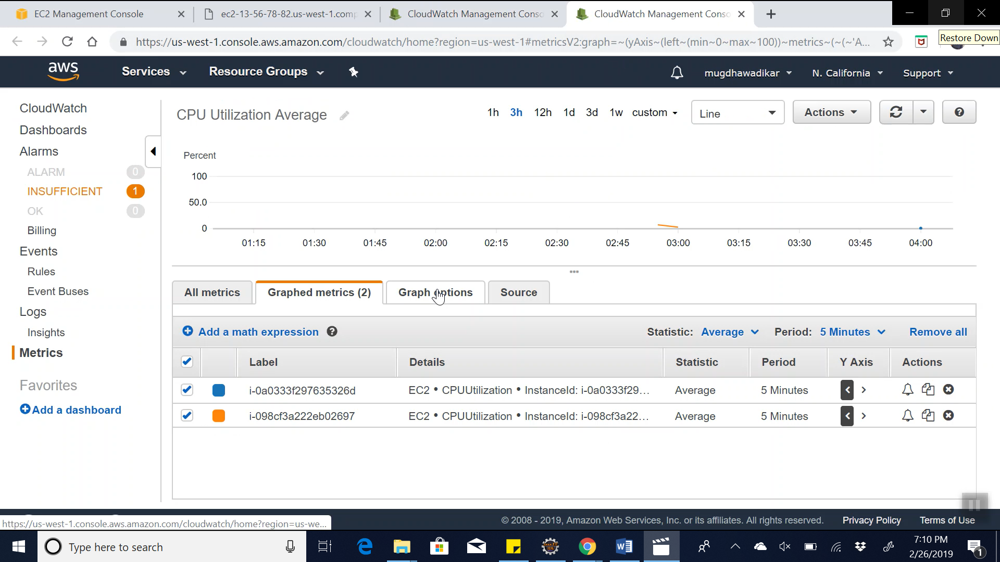 EC2 Management Console
ec2-13-56-78-82.us-west-1.comp
CloudWatch Management Conso
CloudWatch Management Conso
https://us-west-1.console.aws.amazon.com/cloudwatch/home?region=us-west-1#metricsV2:graph=~(yAxis~(left~(min~0~max~100))~metrics~(~(~'A...
Restore Down
aws
Services
Resource Groups
mugdhawadikar
N. California
Support
CloudWatch
Dashboards
Alarms
ALARM 0
INSUFFICIENT 1
OK 0
Billing
Events
Rules
Event Buses
Logs
Insights
Metrics
Favorites
Add a dashboard
CPU Utilization Average
1h 3h 12h 1d 3d 1w custom
Line
Actions
Percent
100
50.0
0
01:15 01:30 01:45 02:00 02:15 02:30 02:45 03:00 03:15 03:30 03:45 04:00
All metrics
Graphed metrics (2)
Graph options
Source
Add a math expression
Statistic: Average
Period: 5 Minutes
Remove all
Label Details Statistic Period Y Axis Actions
i-0a0333f297635326d EC2 • CPUUtilization • InstanceId: i-0a0333f29... Average 5 Minutes
i-098cf3a222eb02697 EC2 • CPUUtilization • InstanceId: i-098cf3a22... Average 5 Minutes
https://us-west-1.console.aws.amazon.com/cloudwatch/home?region=us-we...
© 2008 - 2019, Amazon Web Services, Inc. or its affiliates. All rights reserved.
Privacy Policy
Terms of Use
Type here to search
Java EE
IDE
7:10 PM
2/26/2019
1